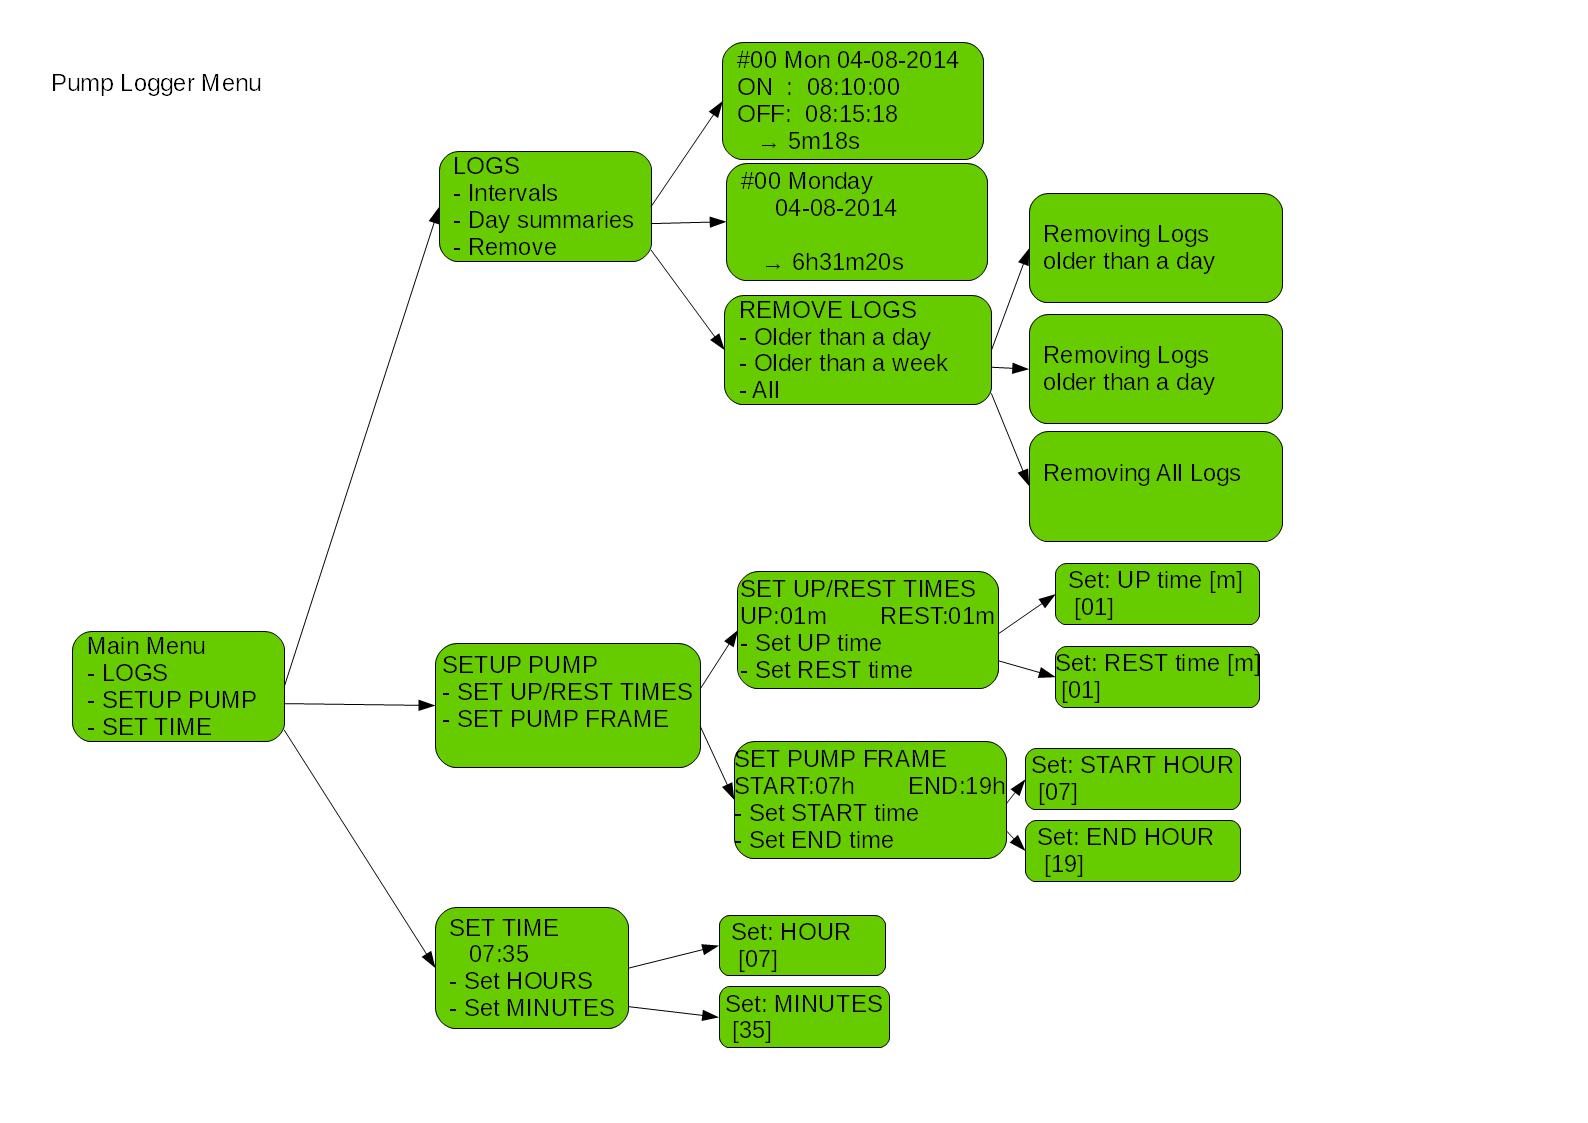 Pump Logger Menu
#00 Mon 04-08-2014
ON  :  08:10:00
OFF:  08:15:18
→ 5m18s
LOGS
- Intervals
- Day summaries
- Remove
#00 Monday
04-08-2014
→ 6h31m20s
REMOVE LOGS
- Older than a day
- Older than a week
- All
Removing Logs
older than a day
Removing Logs
older than a day
Removing All Logs
Main Menu
- LOGS
- SETUP PUMP
- SET TIME
SETUP PUMP
- SET UP/REST TIMES
- SET PUMP FRAME
SET UP/REST TIMES
UP:01m        REST:01m
- Set UP time
- Set REST time
Set: UP time [m]
[01]
Set: REST time [m]
[01]
SET PUMP FRAME
START:07h        END:19h
- Set START time
- Set END time
Set: START HOUR
[07]
Set: END HOUR
[19]
SET TIME
07:35
- Set HOURS
- Set MINUTES
Set: HOUR
[07]
Set: MINUTES
[35]